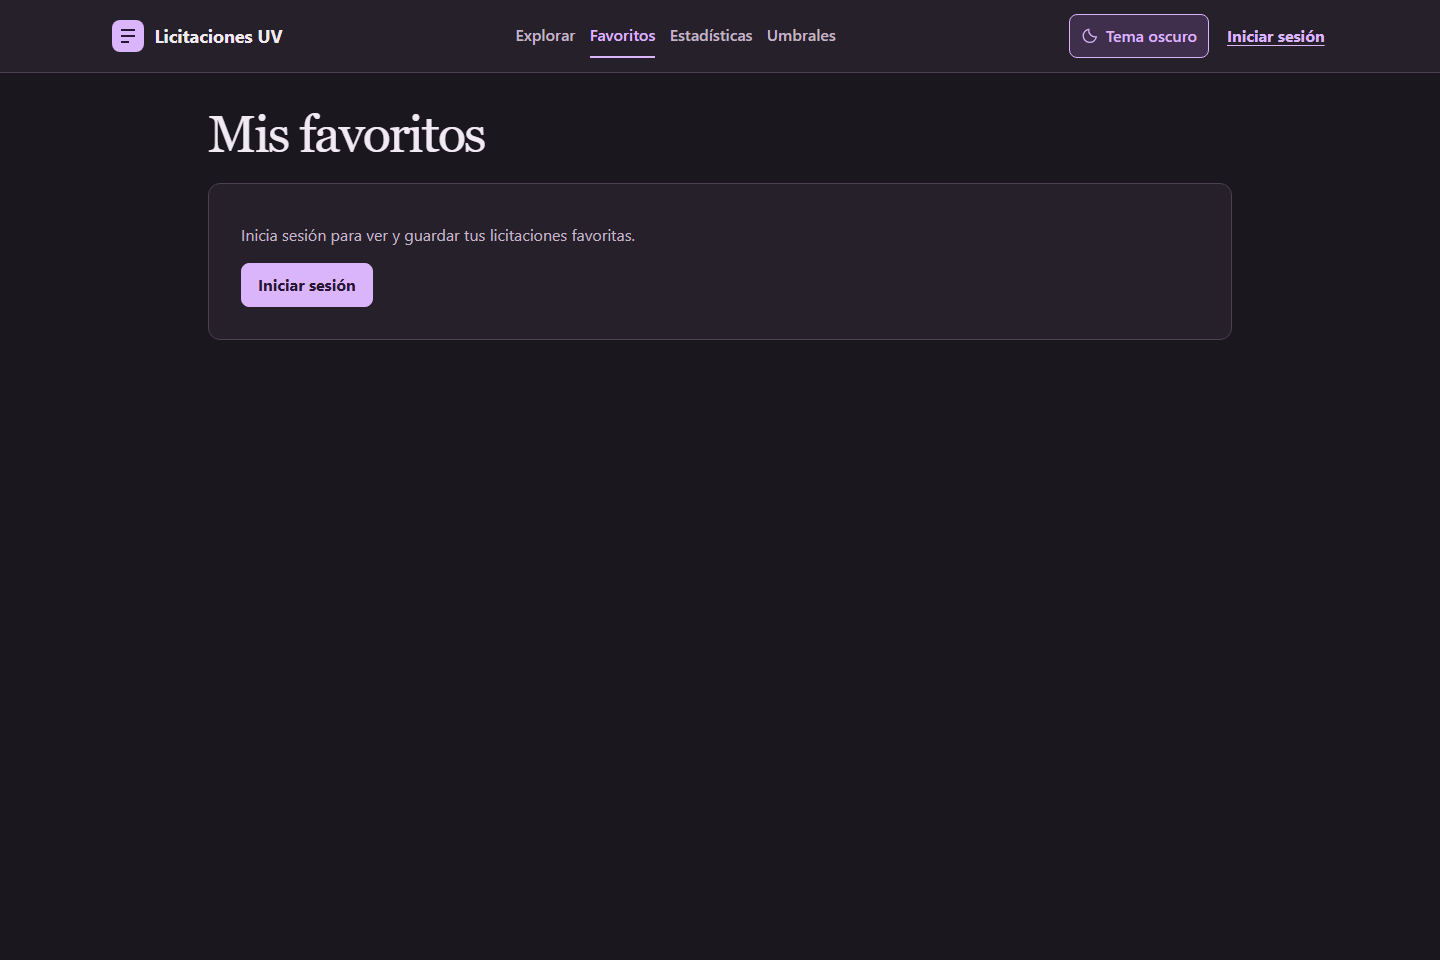 Licitaciones UV
Explorar Favoritos Estadísticas Umbrales
Tema oscuro
Iniciar sesión
Mis favoritos
Inicia sesión para ver y guardar tus licitaciones favoritas.
Iniciar sesión